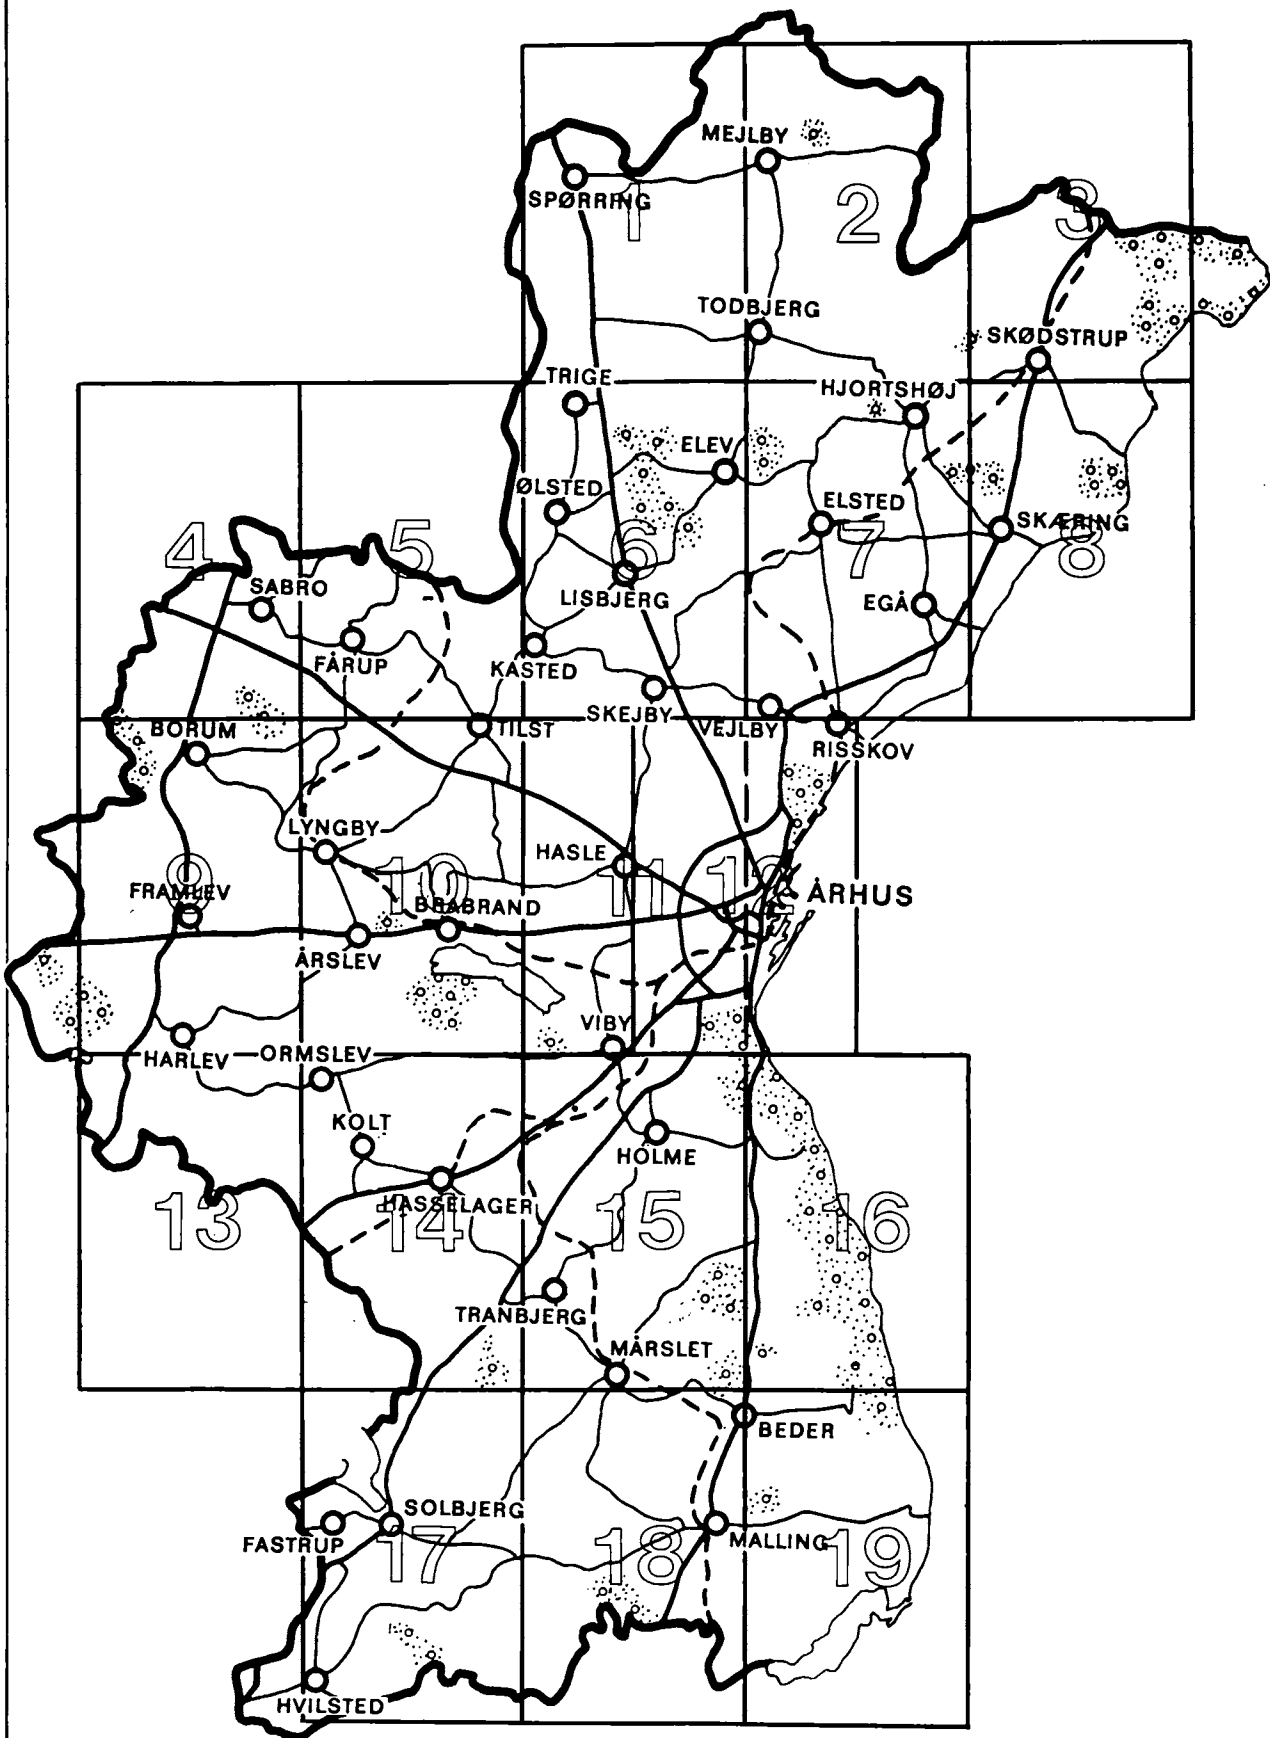 MEJLBY
SPØRRING
1
2
3
TODBJERG
SKØDSTRUP
TRIGE
HJORTSHØJ
ELEV
ØLSTED
ELSTED
SKÆRING
4
5
6
7
8
SABRO
LISBJERG
EGÅ
FÅRUP
KASTED
SKEJBY
VEJLBY
BORUM
TILST
RISSKOV
LYNGBY
HASLE
9
10
11
12
FRAMLEV
BRABRAND
ÅRHUS
ÅRSLEV
VIBY
HARLEV
ORMSLEV
KOLT
HOLME
HASSELAGER
13
14
15
16
TRANBJERG
MÅRSLET
BEDER
SOLBJERG
FASTRUP
MALLING
17
18
19
HVILSTED